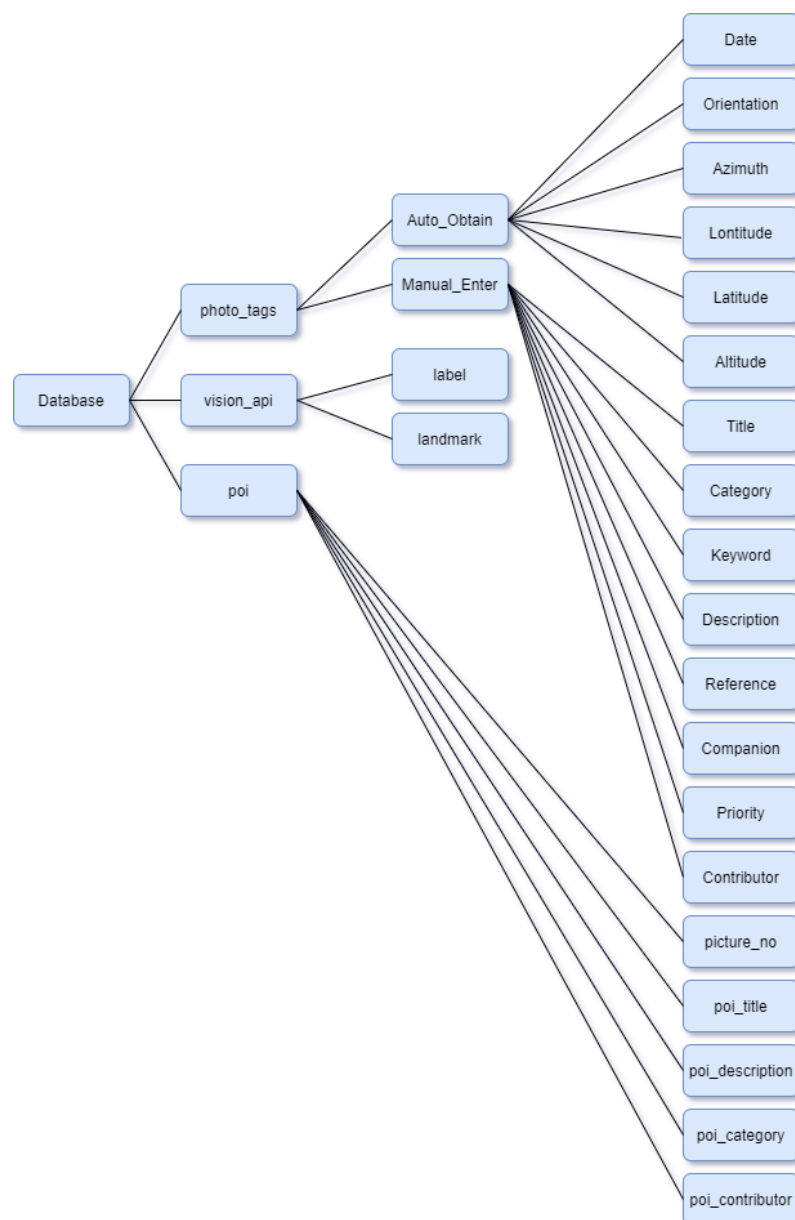 Database
photo_tags
vision_api
poi
Auto_Obtain
Manual_Enter
label
landmark
Date
Orientation
Azimuth
Lontitude
Latitude
Altitude
Title
Category
Keyword
Description
Reference
Companion
Priority
Contributor
picture_no
poi_title
poi_description
poi_category
poi_contributor